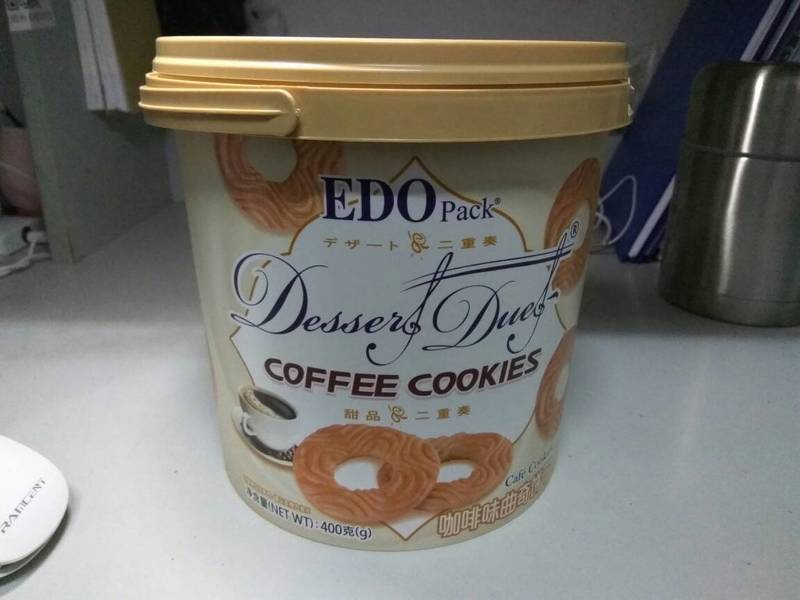 EDO Pack®
デザート 二重奏
Dessert Duet®
COFFEE COOKIES
甜品 二重奏
Café Cookies
咖啡味曲奇
净含量(NET WT): 400克(g)